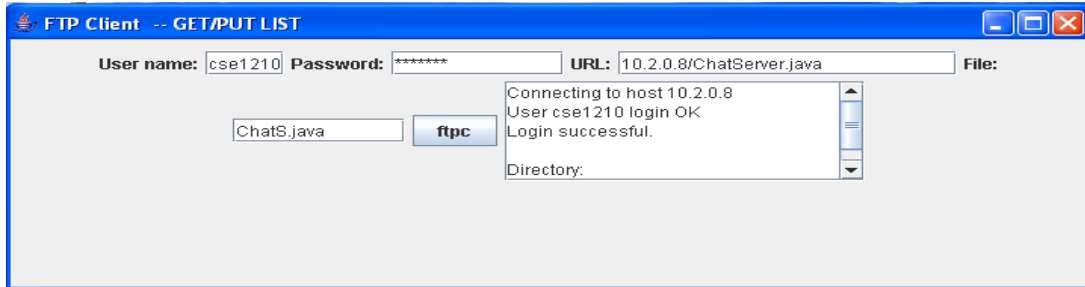 FTP Client -- GET/PUT LIST
User name: cse1210 Password: ******* URL: 10.2.0.8/ChatServer.java File:
ChatS.java ftpc
Connecting to host 10.2.0.8
User cse1210 login OK
Login successful.
Directory: